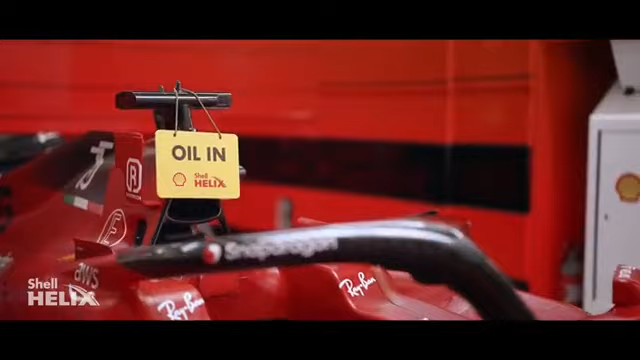 OIL IN
Shell
HELIX
Snapdragon
aws
Ray-Ban
Ray-Ban
Shell
HELIX